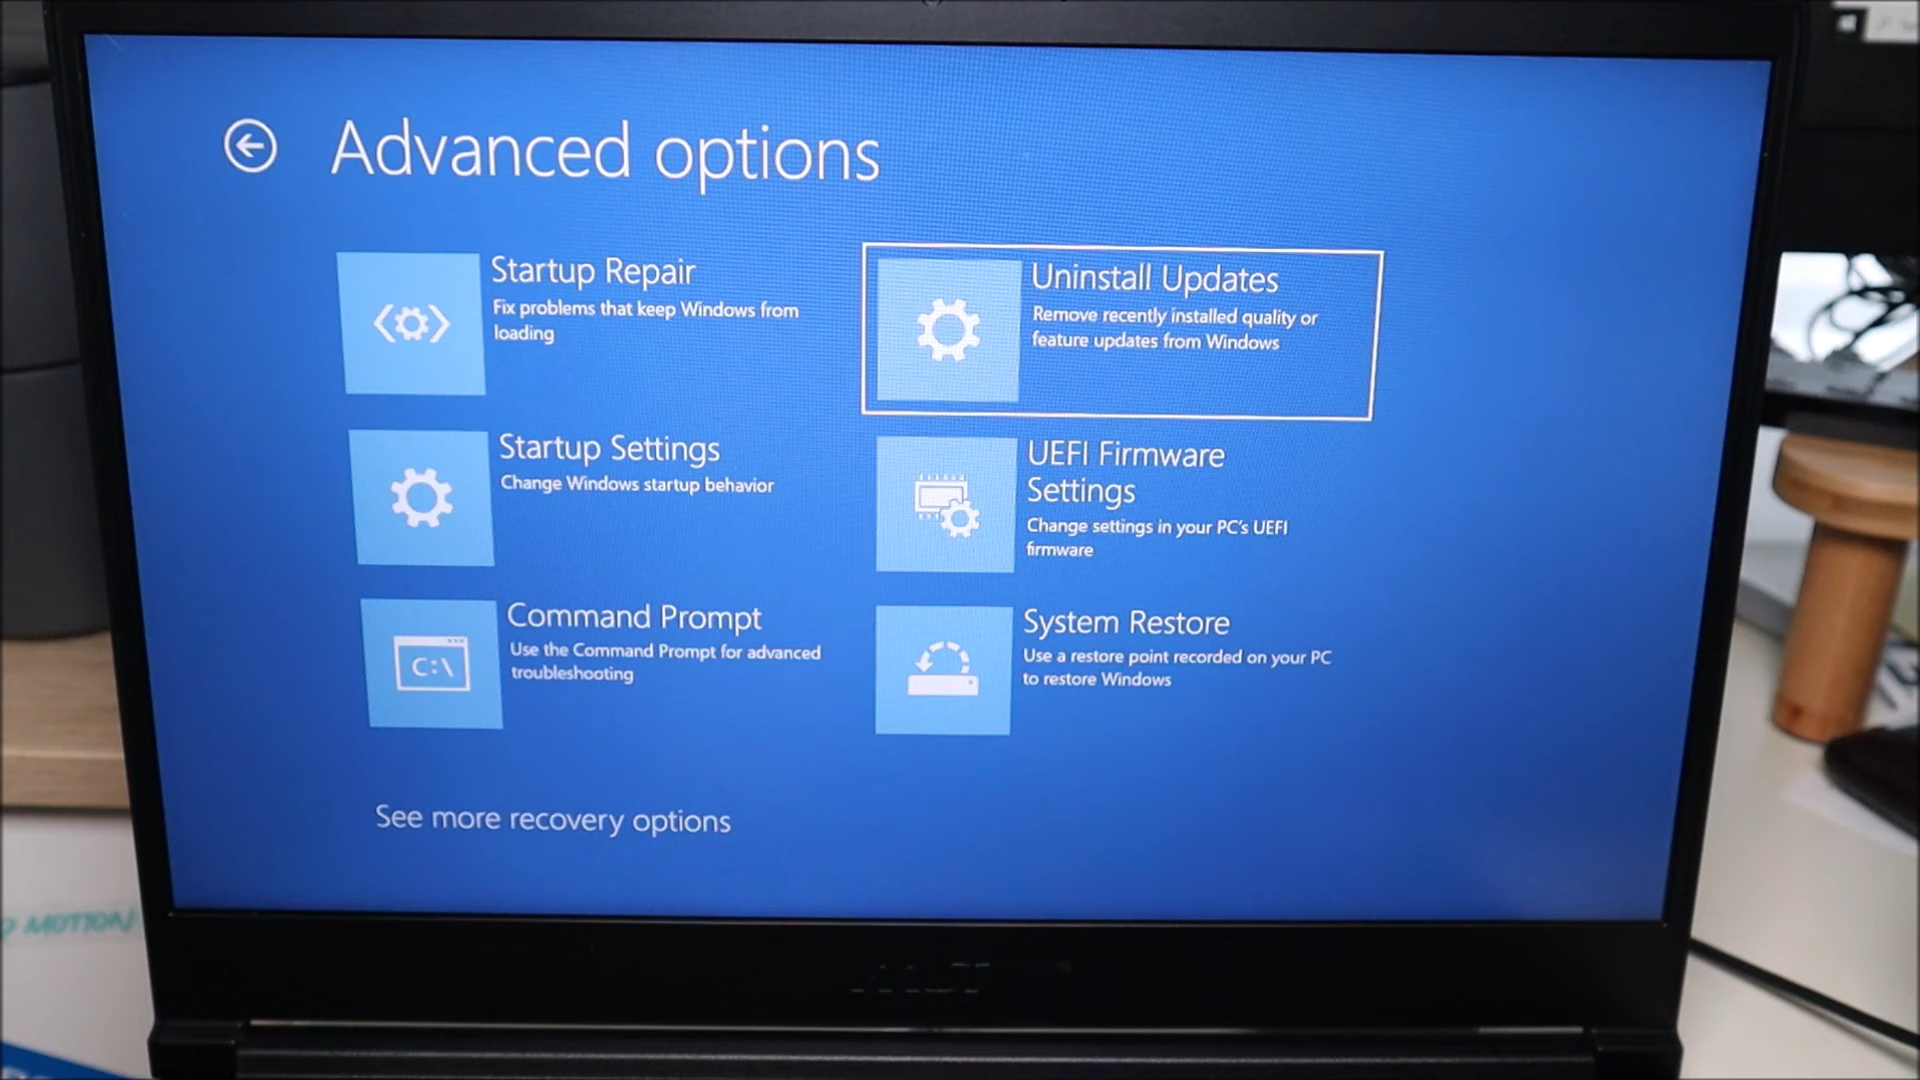 Advanced options
Startup Repair
Fix problems that keep Windows from
loading
Uninstall Updates
Remove recently installed quality or
feature updates from Windows
Startup Settings
Change Windows startup behavior
UEFI Firmware
Settings
Change settings in your PC's UEFI
firmware
Command Prompt
Use the Command Prompt for advanced
troubleshooting
C:\
System Restore
Use a restore point recorded on your PC
to restore Windows
See more recovery options
MOTION
msi